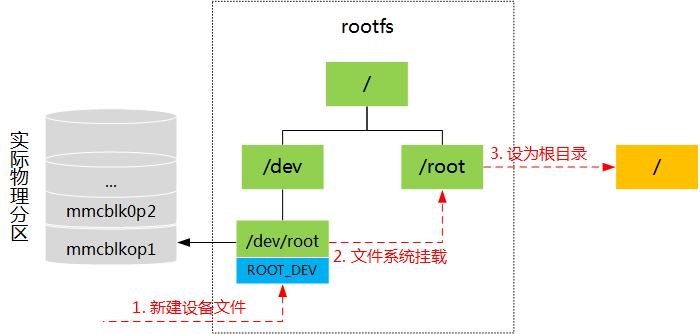 rootfs
/
实际物理分区
...
mmcblk0p2
mmcblkop1
/dev
/root
3. 设为根目录
/
/dev/root
ROOT_DEV
2. 文件系统挂载
1. 新建设备文件